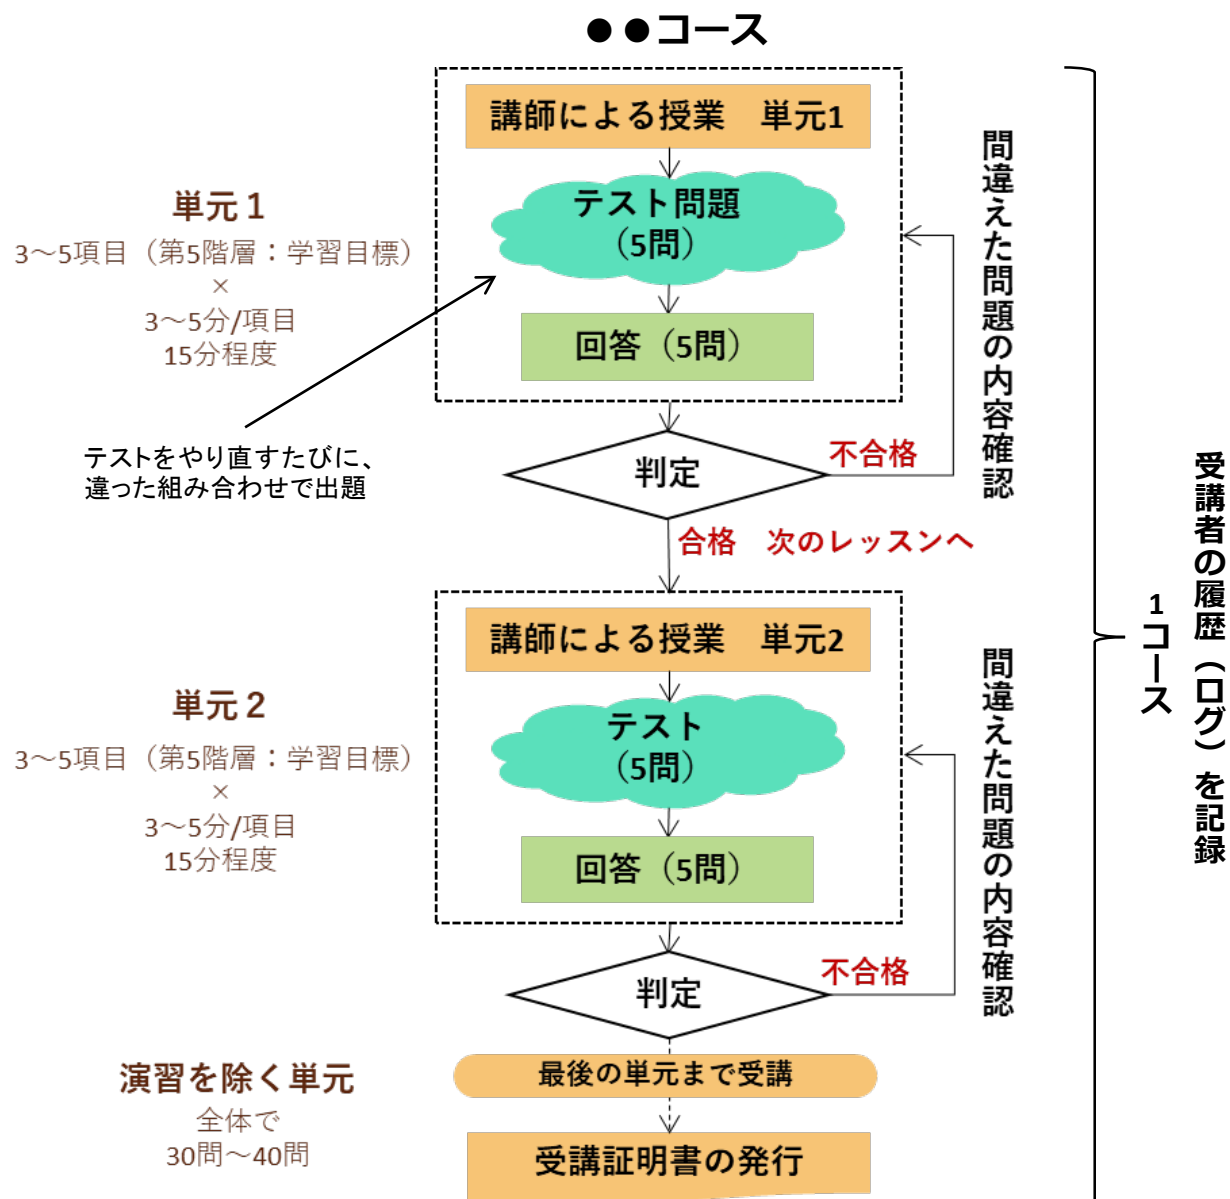 ●●コース
講師による授業　単元1
テスト問題
（5問）
回答（5問）
単元１
3～5項目（第5階層：学習目標）
×
3～5分/項目
15分程度
テストをやり直すたびに、
違った組み合わせで出題
判定
不合格
間違えた問題の内容確認
合格　次のレッスンへ
講師による授業　単元2
テスト
（5問）
回答（5問）
単元２
3～5項目（第5階層：学習目標）
×
3～5分/項目
15分程度
判定
不合格
間違えた問題の内容確認
演習を除く単元
全体で
30問～40問
最後の単元まで受講
受講証明書の発行
1コース
受講者の履歴（ログ）を記録